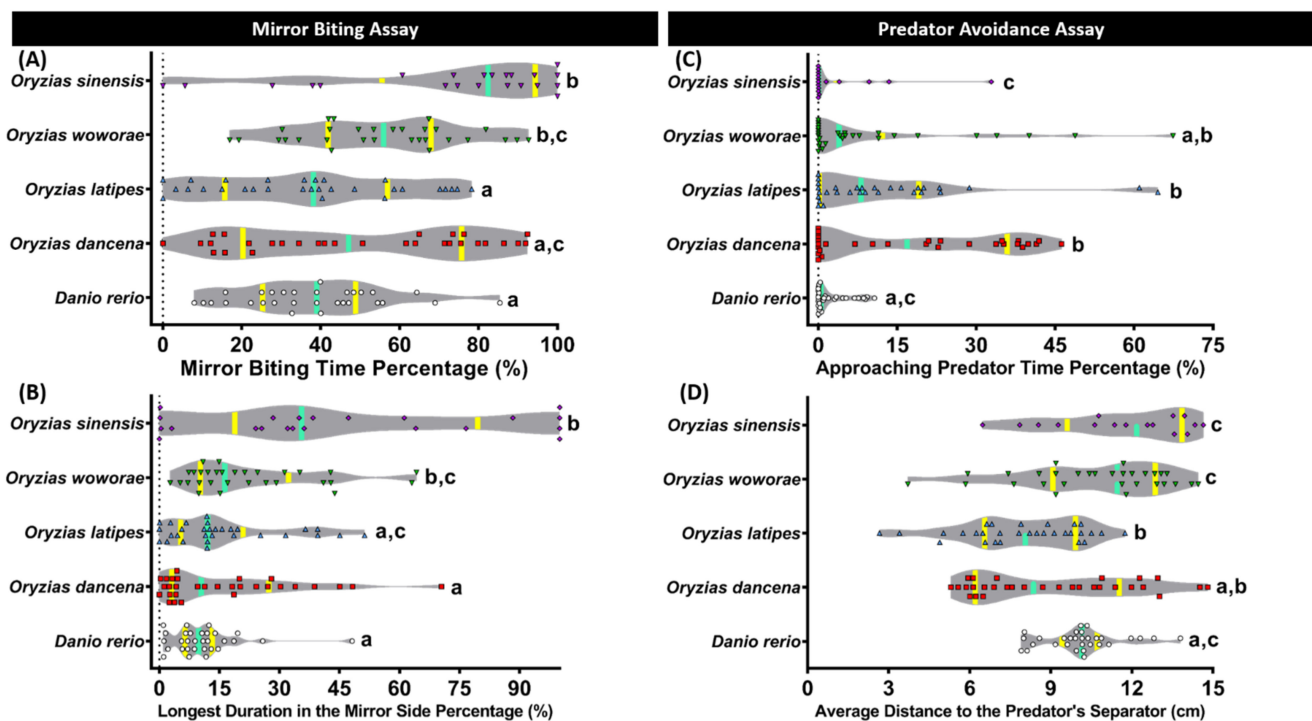 Mirror Biting Assay
(A)
Oryzias sinensis
b
Oryzias woworae
b,c
Oryzias latipes
a
Oryzias dancena
a,c
Danio rerio
a
0 20 40 60 80 100
Mirror Biting Time Percentage (%)
(B)
Oryzias sinensis
b
Oryzias woworae
b,c
Oryzias latipes
a,c
Oryzias dancena
a
Danio rerio
a
0 15 30 45 60 75 90
Longest Duration in the Mirror Side Percentage (%)
Predator Avoidance Assay
(C)
Oryzias sinensis
c
Oryzias woworae
a,b
Oryzias latipes
b
Oryzias dancena
b
Danio rerio
a,c
0 15 30 45 60 75
Approaching Predator Time Percentage (%)
(D)
Oryzias sinensis
c
Oryzias woworae
c
Oryzias latipes
b
Oryzias dancena
a,b
Danio rerio
a,c
0 3 6 9 12 15
Average Distance to the Predator's Separator (cm)